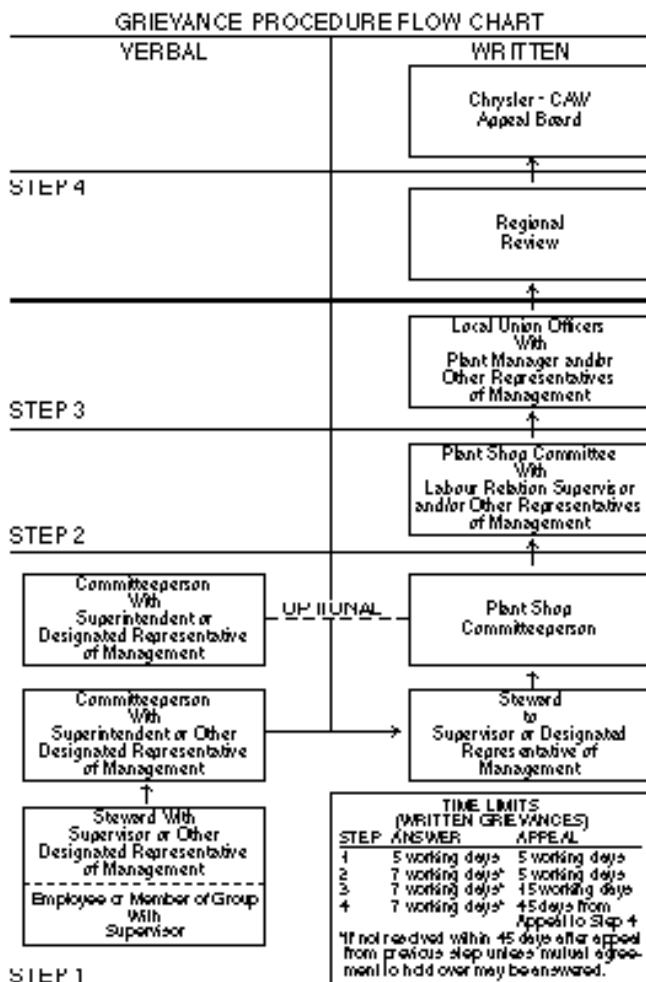 GRIEVANCE PROCEDURE FLOW CHART
VERBAL
WRITTEN
Chrysler - CAW
Appeal Board
STEP 4
Regional
Review
Local Union Officers
With
Plant Manager and/or
Other Representatives
of Management
STEP 3
Plant Shop Committee
With
Labour Relation Supervisor
and/or Other Representatives
of Management
STEP 2
Committeeperson
With
Superintendent or
Designated Representative
of Management
OPTIONAL
Plant Shop
Committeeperson
Committeeperson
With
Superintendent or Other
Designated Representative
of Management
Steward
to
Supervisor or Designated
Representative of
Management
Steward With
Supervisor or Other
Designated Representative
of Management
Employee or Member of Group
With
Supervisor
STEP 1
TIME LIMITS
(WRITTEN GRIEVANCES)
STEP ANSWER APPEAL
1 5 working days 5 working days
2 7 working days* 5 working days
3 7 working days* 15 working days
4 7 working days* 45 days from
Appeal to Step 4
*If not resolved within 45 days after appeal
from previous step unless mutual agree-
ment to hold over may be answered.